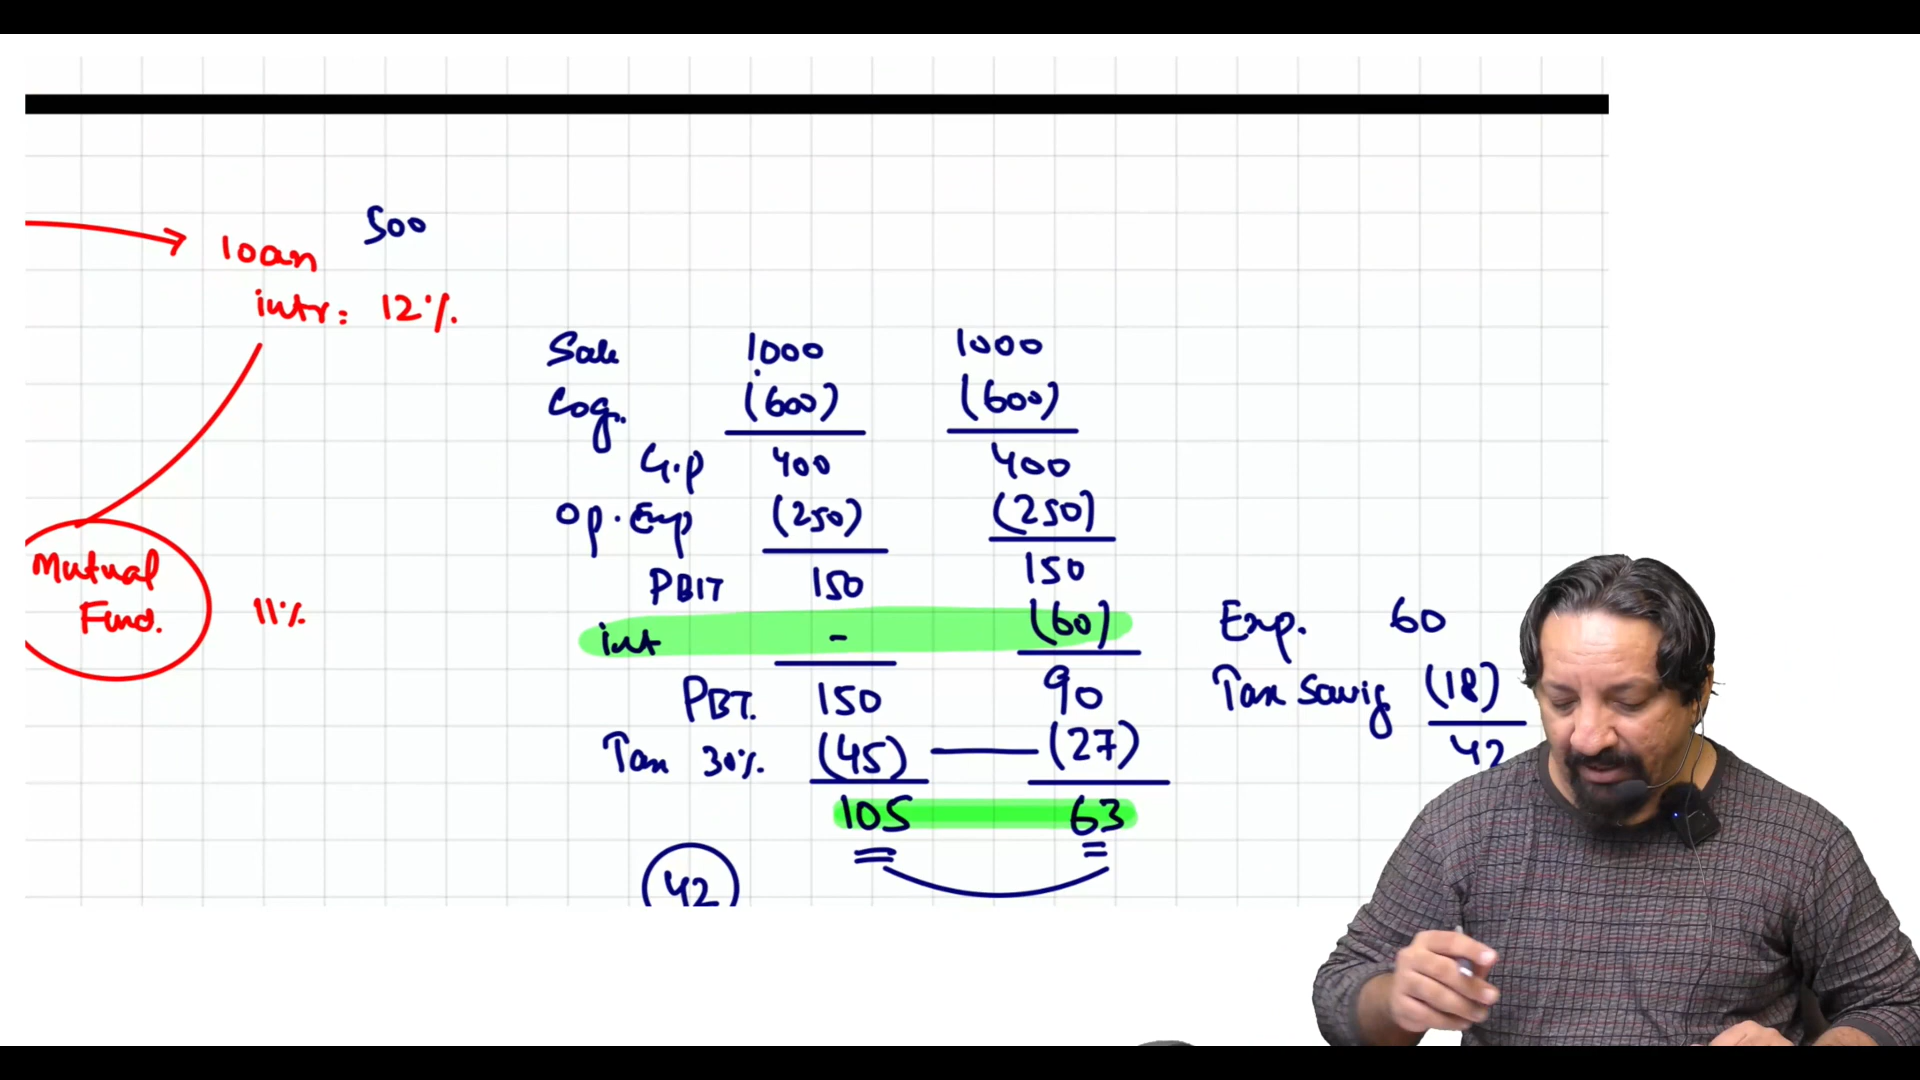 500
loan
intr: 12%
Sale 1000 1000
Cog. (600) (600)
G.P 400 400
Op. Exp (250) (250)
PBIT 150 150
int - (60)
PBT. 150 90
Tax 30% (45) (27)
105 63
42
Mutual
Fund.
11%
Exp. 60
Tax Savig (18)
42